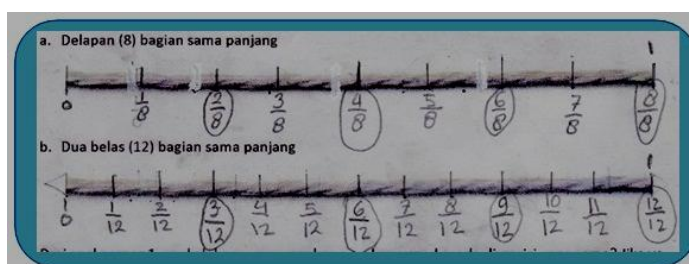 a. Delapan (8) bagian sama panjang
1
0 1/8 2/8 3/8 4/8 5/8 6/8 7/8 8/8
b. Dua belas (12) bagian sama panjang
1
0 1/12 2/12 3/12 4/12 5/12 6/12 7/12 8/12 9/12 10/12 11/12 12/12